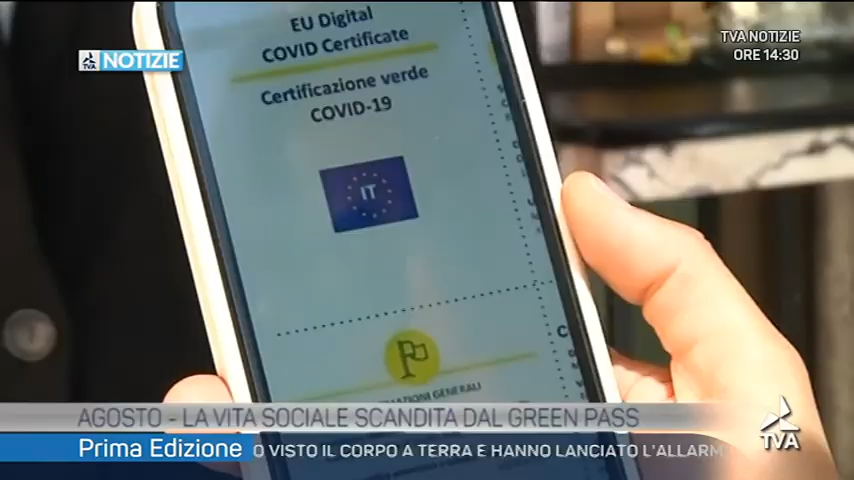 EU Digital
COVID Certificate
Certificazione verde
COVID-19
IT
TVA NOTIZIE
TVA NOTIZIE
ORE 14:30
AGOSTO - LA VITA SOCIALE SCANDITA DAL GREEN PASS
Prima Edizione
O VISTO IL CORPO A TERRA E HANNO LANCIATO L'ALLARM
TVA